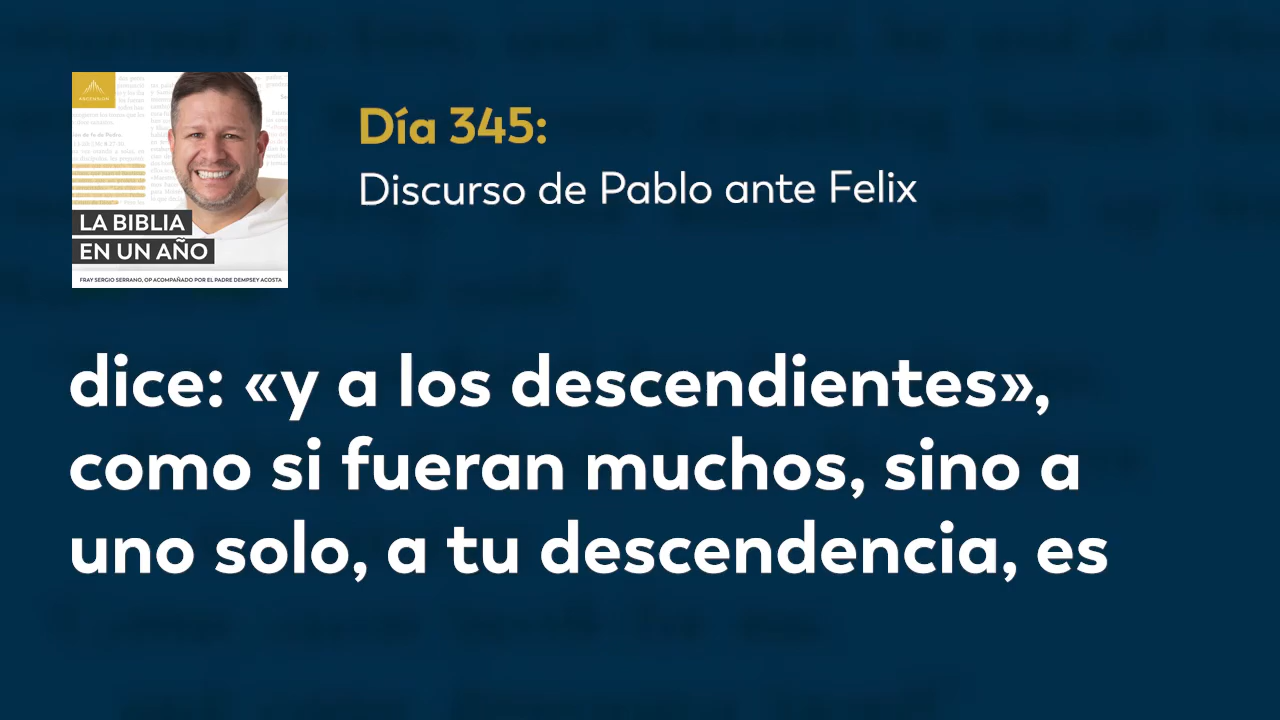 ASCENSION
LA BIBLIA
EN UN AÑO
FRAY SERGIO SERRANO, OP ACOMPAÑADO POR EL PADRE DEMPSEY ACOSTA
Día 345:
Discurso de Pablo ante Felix
dice: «y a los descendientes»,
como si fueran muchos, sino a
uno solo, a tu descendencia, es